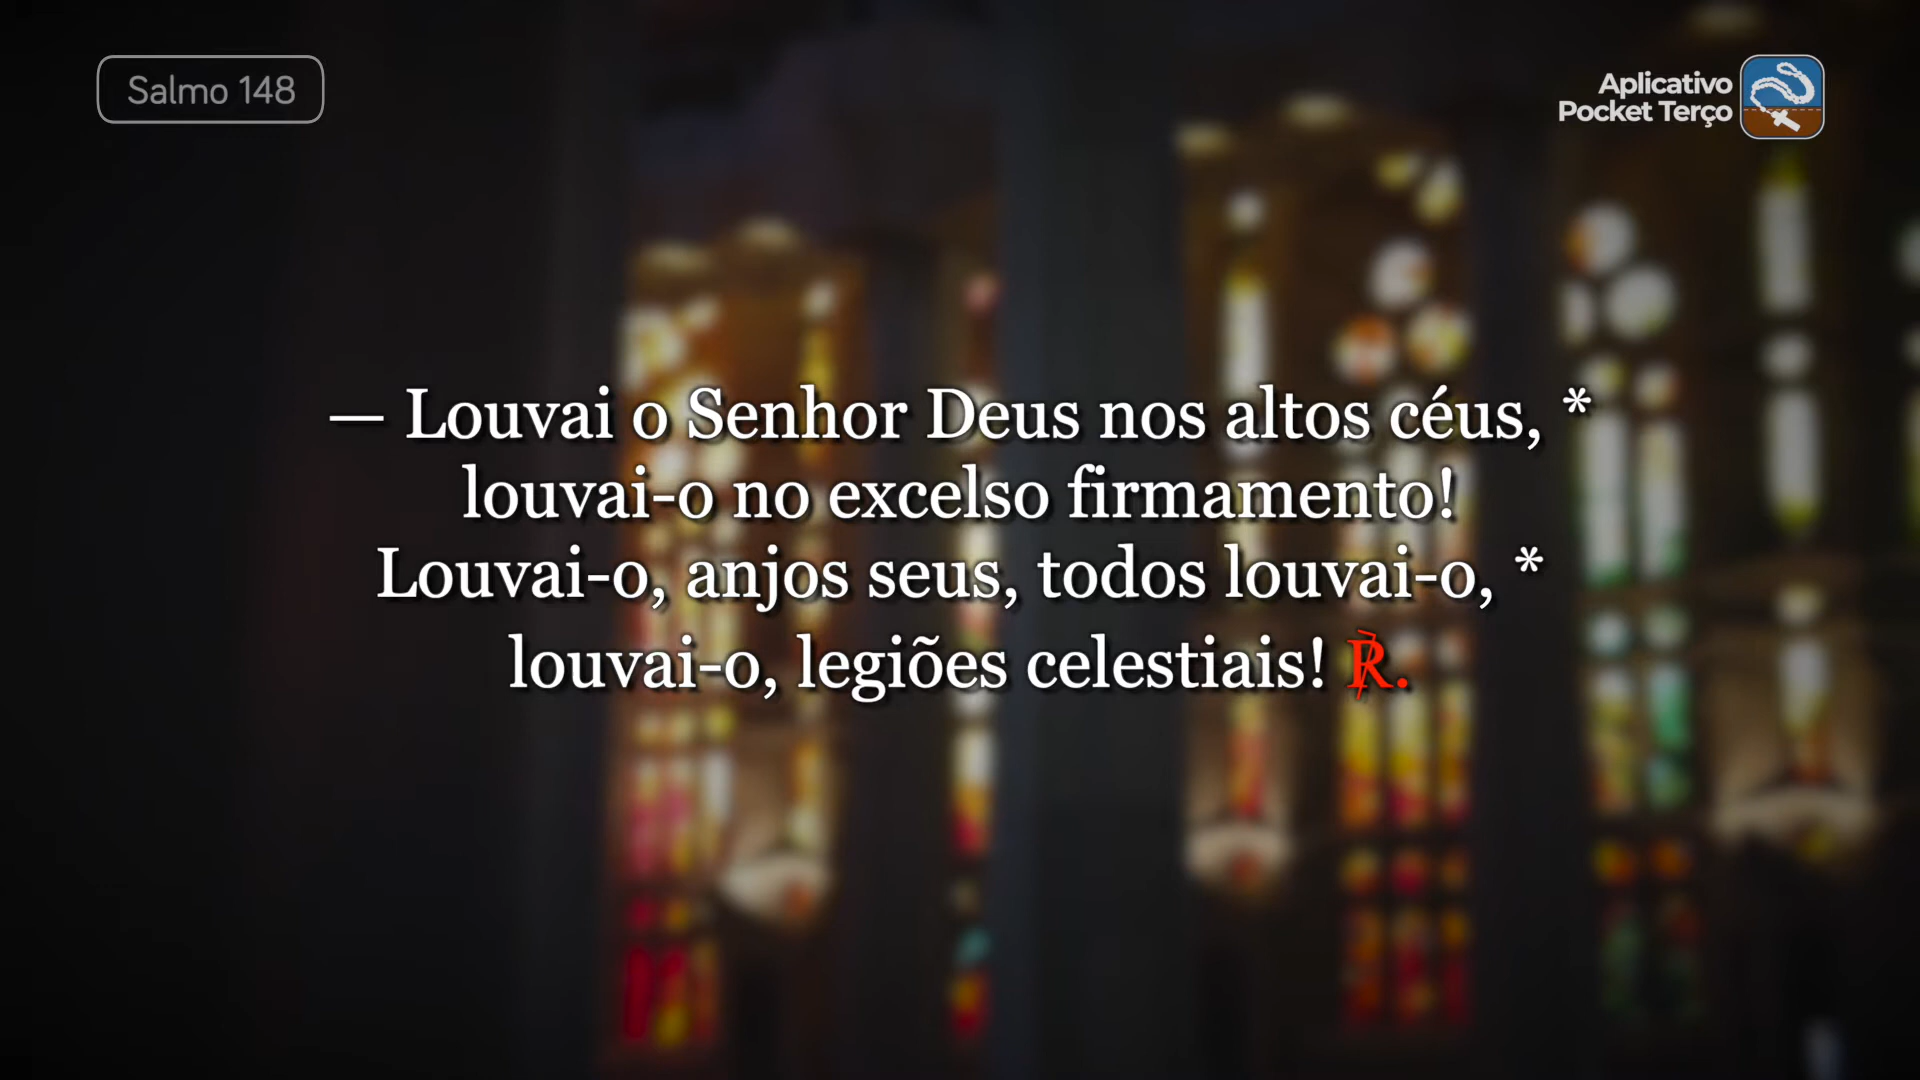 Salmo 148
Aplicativo
Pocket Terço
— Louvai o Senhor Deus nos altos céus, *
louvai-o no excelso firmamento!
Louvai-o, anjos seus, todos louvai-o, *
louvai-o, legiões celestiais! ℟.